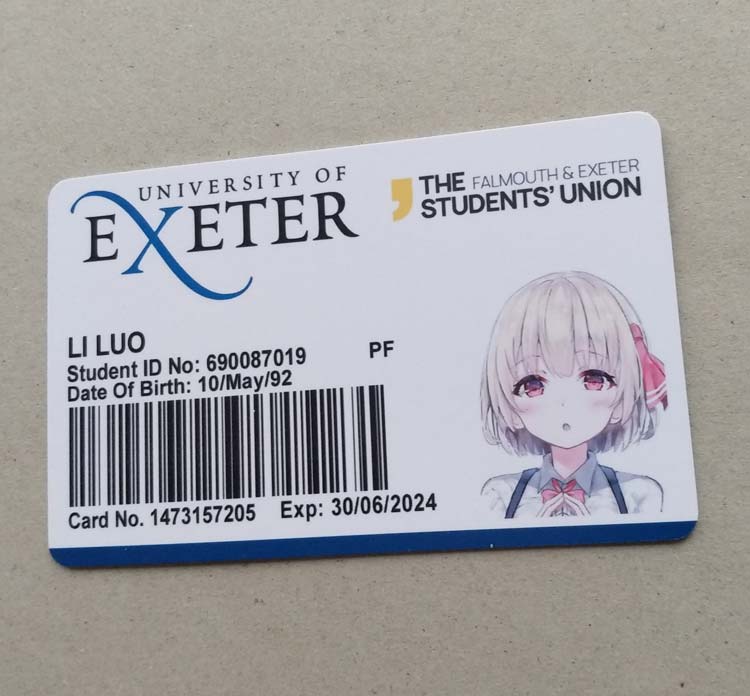 UNIVERSITY OF
EXETER
THE FALMOUTH & EXETER
STUDENTS' UNION
LI LUO
Student ID No: 690087019 PF
Date Of Birth: 10/May/92
Card No. 1473157205 Exp: 30/06/2024